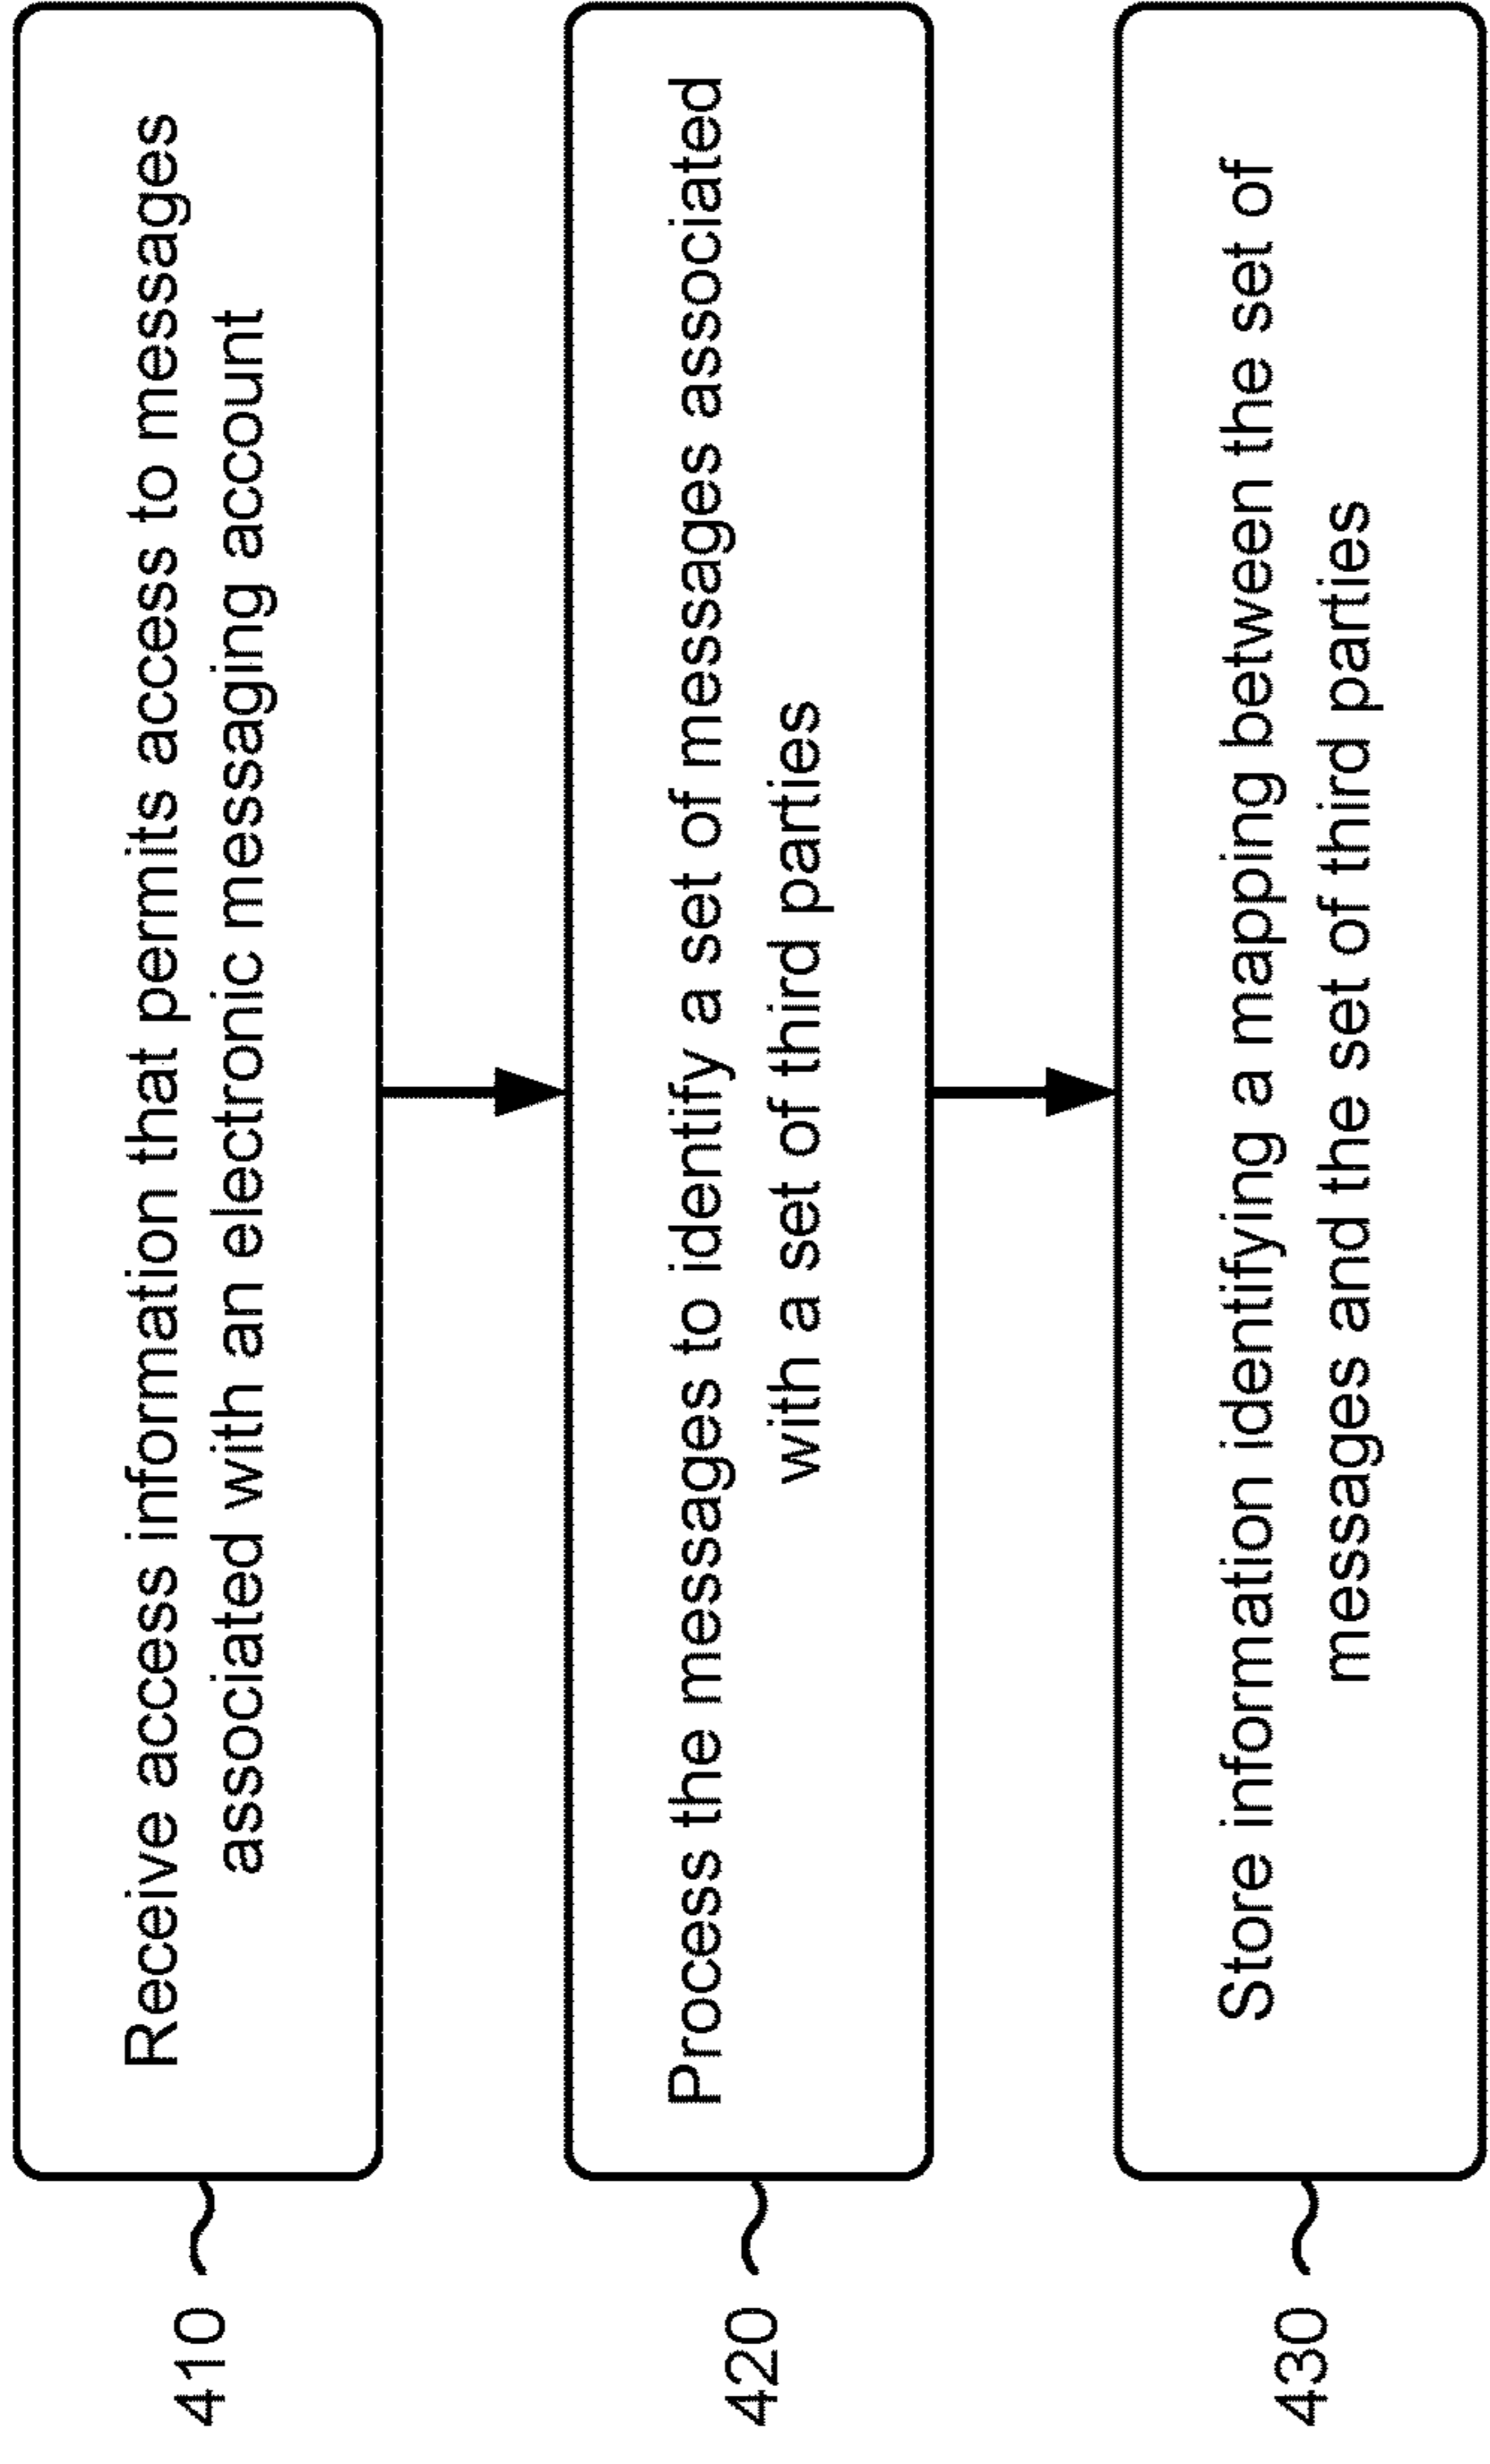 410
Receive access information that permits access to messages
associated with an electronic messaging account
420
Process the messages to identify a set of messages associated
with a set of third parties
430
Store information identifying a mapping between the set of
messages and the set of third parties